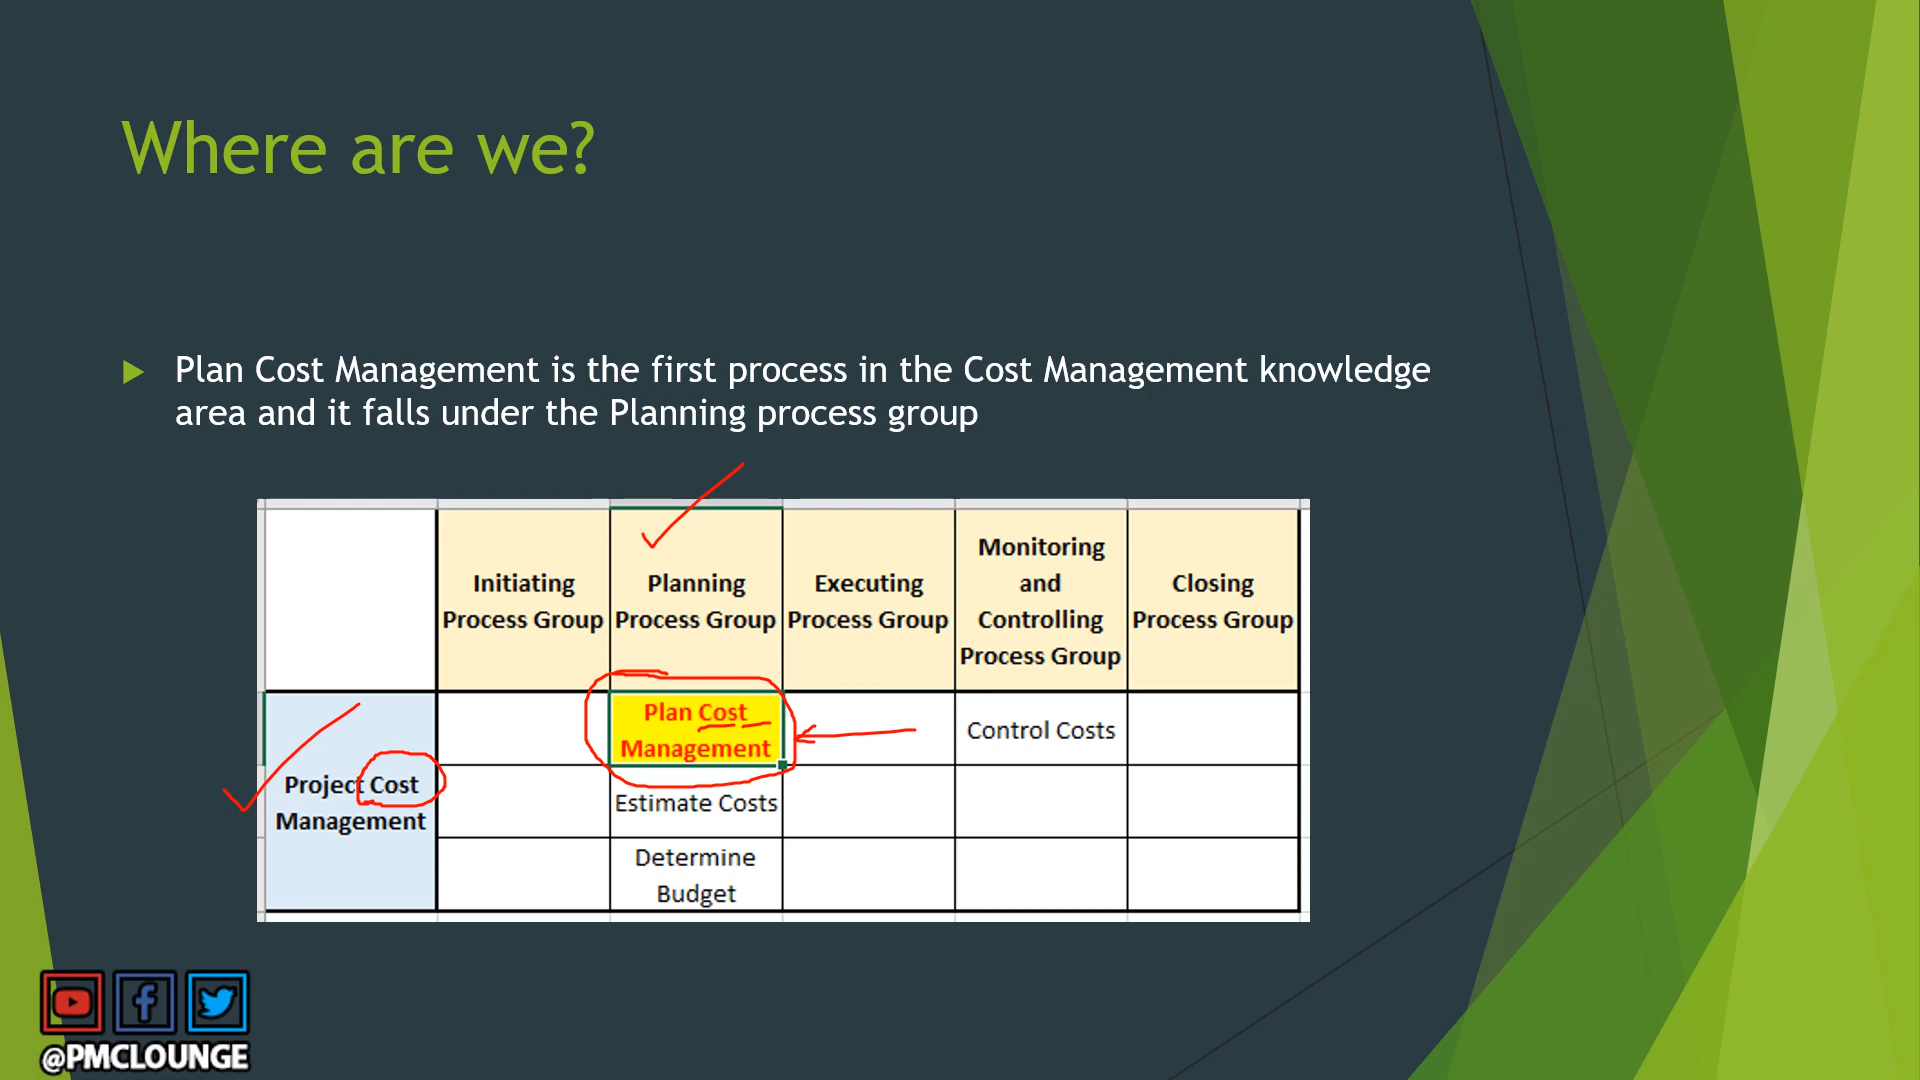 Where are we?
Plan Cost Management is the first process in the Cost Management knowledge
area and it falls under the Planning process group
Initiating
Process Group
Planning
Process Group
Executing
Process Group
Monitoring
and
Controlling
Process Group
Closing
Process Group
Project Cost
Management
Plan Cost
Management
Control Costs
Estimate Costs
Determine
Budget
@PMCLOUNGE